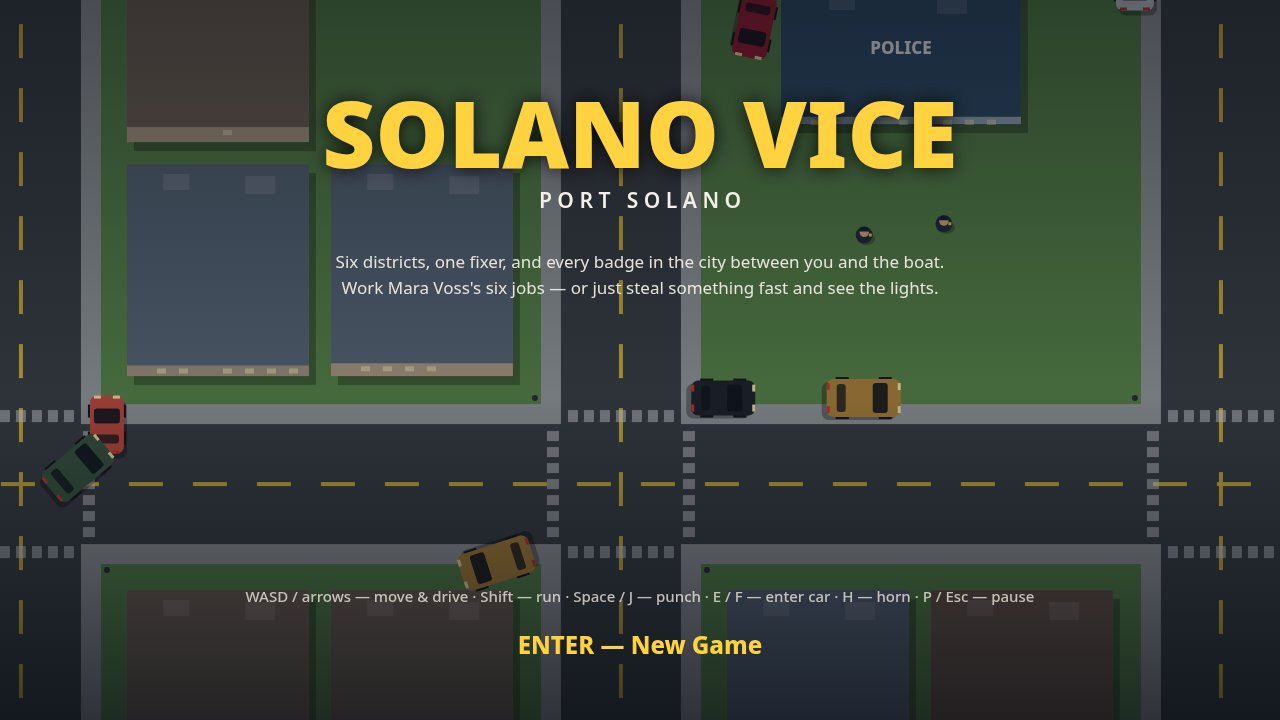 POLICE
SOLANO VICE
PORT SOLANO
Six districts, one fixer, and every badge in the city between you and the boat.
Work Mara Voss's six jobs — or just steal something fast and see the lights.
WASD / arrows — move & drive · Shift — run · Space / J — punch · E / F — enter car · H — horn · P / Esc — pause
ENTER — New Game